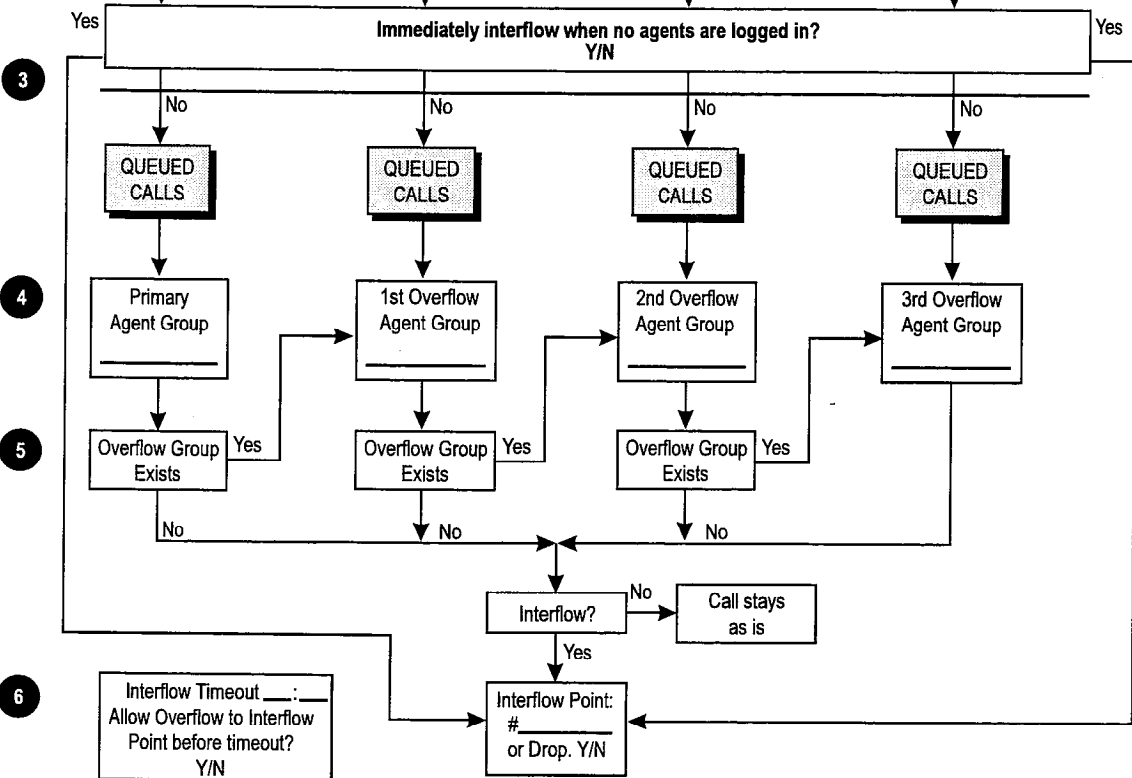 Yes
Immediately interflow when no agents are logged in?
Y/N
Yes
3
No
No
No
No
QUEUED
CALLS
QUEUED
CALLS
QUEUED
CALLS
QUEUED
CALLS
4
Primary
Agent Group
1st Overflow
Agent Group
2nd Overflow
Agent Group
3rd Overflow
Agent Group
5
Overflow Group
Exists
Yes
Overflow Group
Exists
Yes
Overflow Group
Exists
Yes
No
No
No
Interflow?
No
Call stays
as is
Yes
6
Interflow Timeout ___:___
Allow Overflow to Interflow
Point before timeout?
Y/N
Interflow Point:
#________
or Drop. Y/N